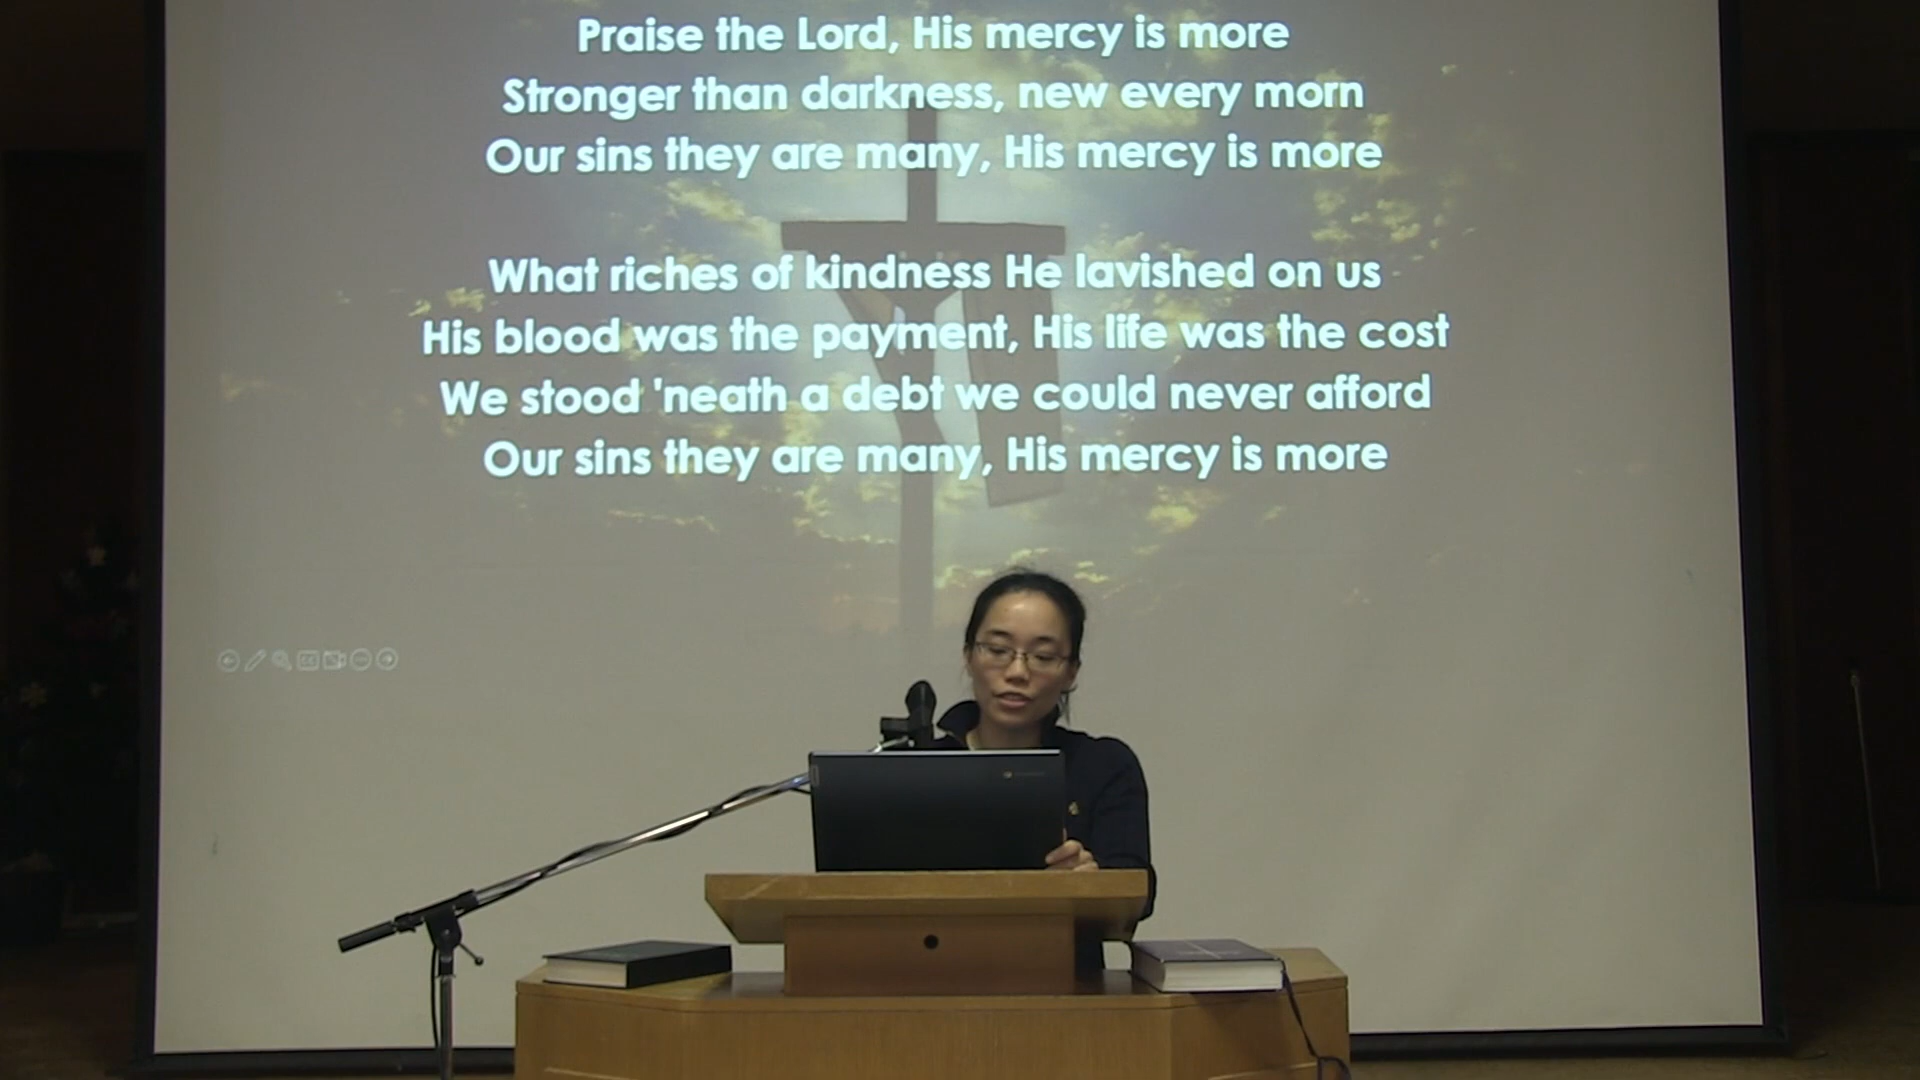 Praise the Lord, His mercy is more
Stronger than darkness, new every morn
Our sins they are many, His mercy is more
What riches of kindness He lavished on us
His blood was the payment, His life was the cost
We stood 'neath a debt we could never afford
Our sins they are many, His mercy is more